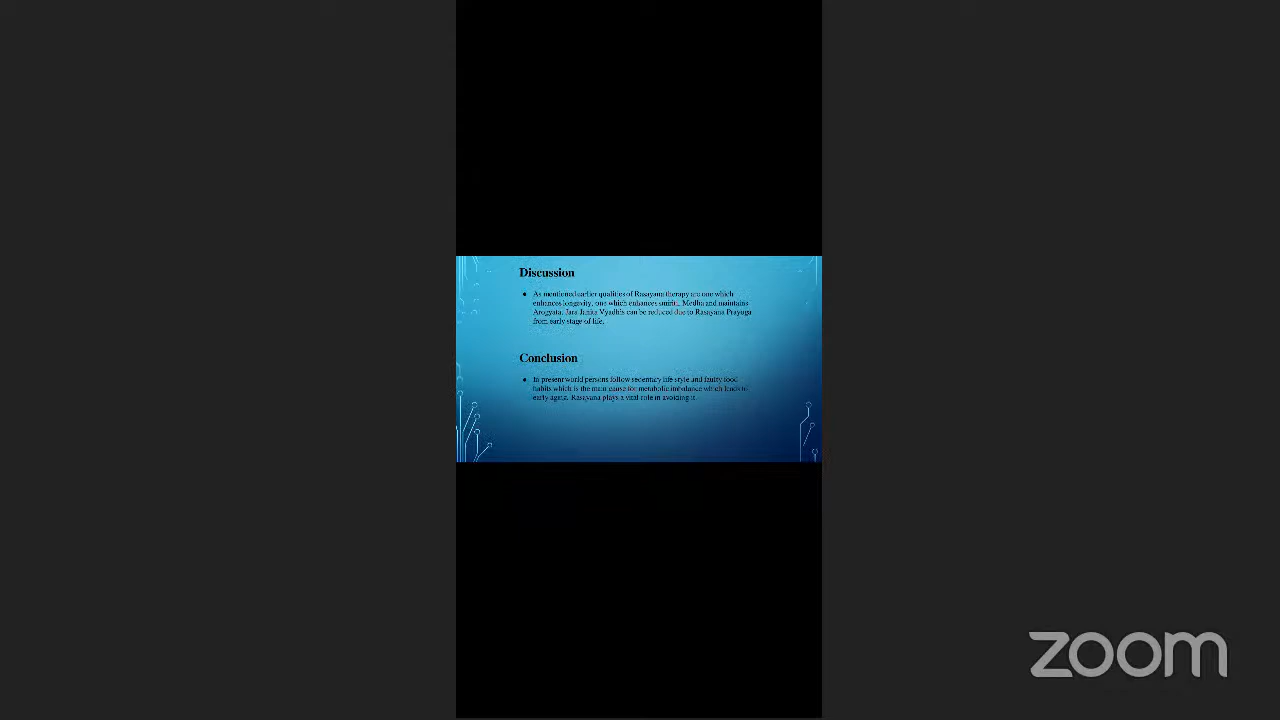 Discussion
● As mentioned earlier qualities of Rasayana therapy are one which
enhances longevity, one which enhances smriti, Medha and maintains
Arogyata. Jara Janita Vyadhis can be reduced due to Rasayana Prayoga
from early stage of life.
Conclusion
● In present world persons follow sedentary life style and faulty food
habits which is the main cause for metabolic imbalance which leads to
early aging. Rasayana plays a vital role in avoiding it.
zoom